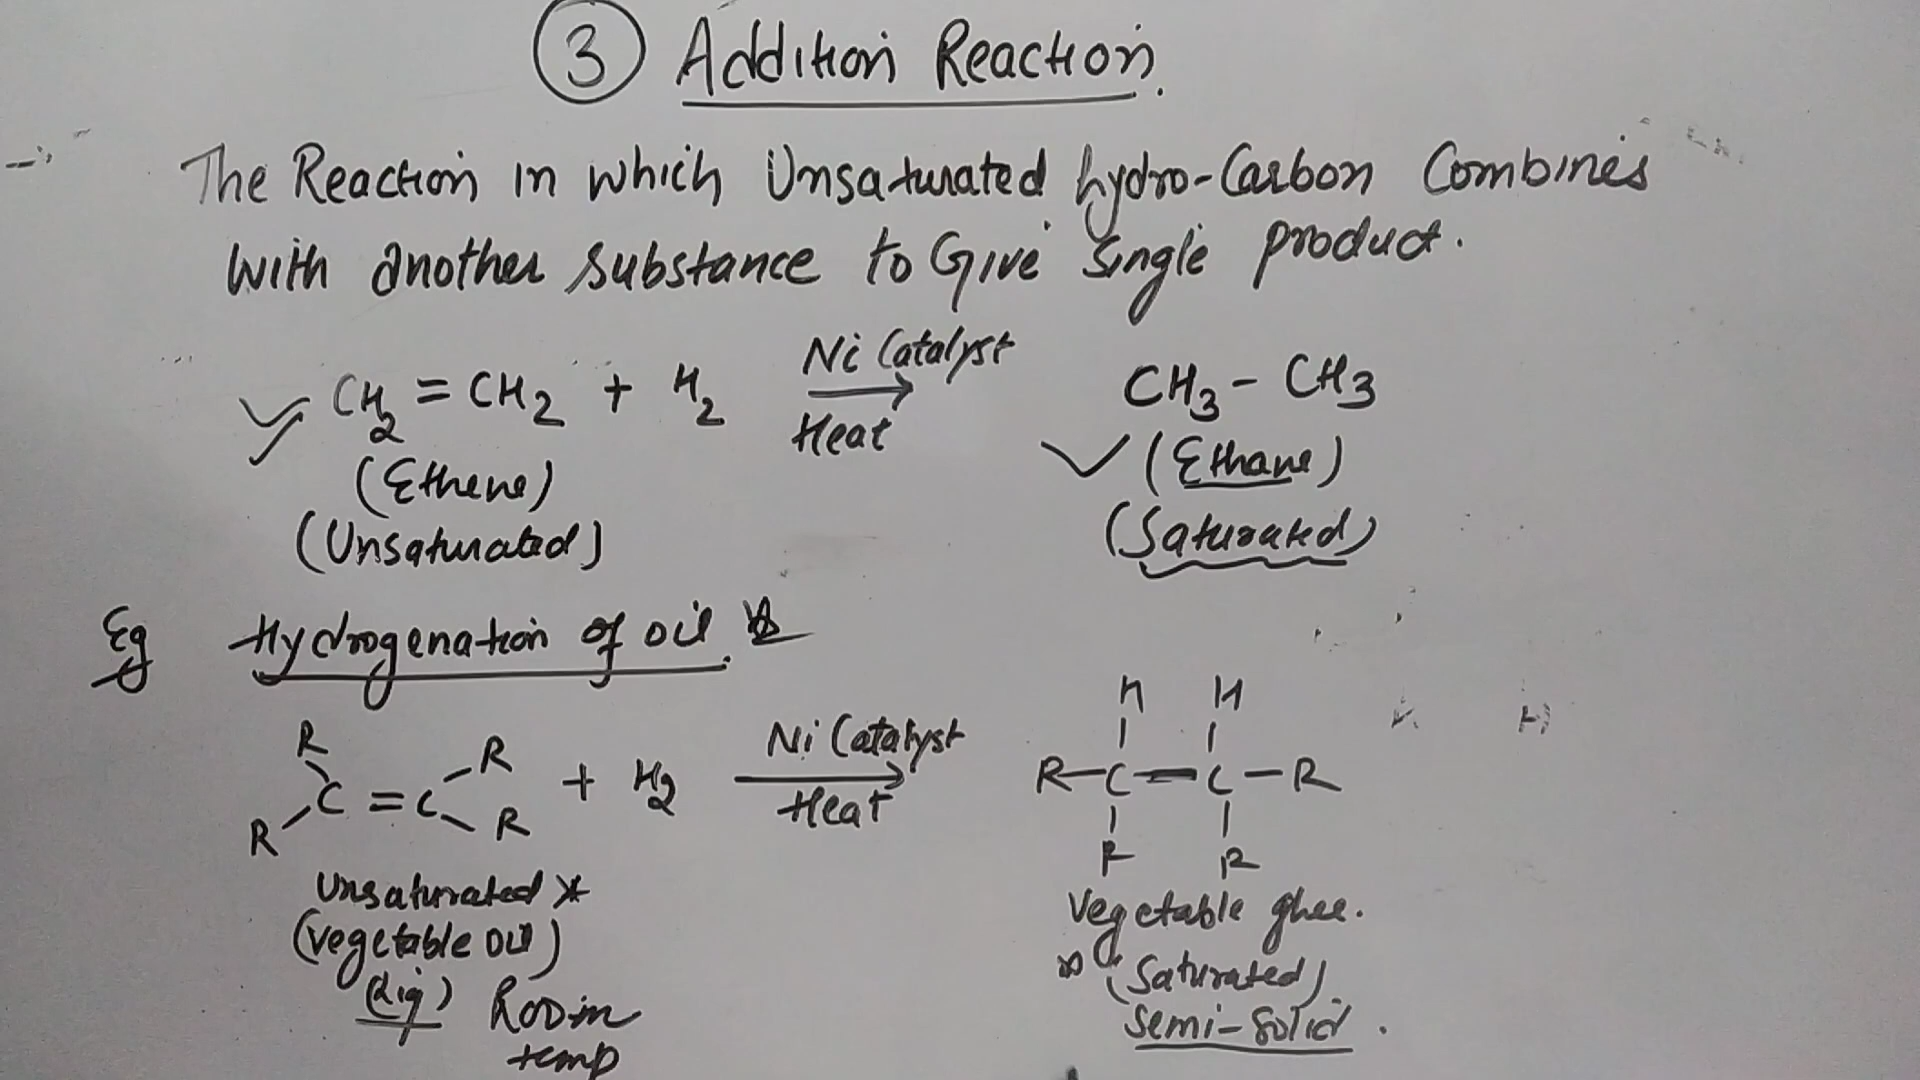 ③ Addition Reaction.
The Reaction in which Unsaturated hydro-Carbon Combines
with another substance to Give single product.
CH2 = CH2 + H2 Ni Catalyst Heat CH3 - CH3
(Ethene) (Ethane)
(Unsaturated) (Saturated)
Eg Hydrogenation of oil.
H H
R R Ni Catalyst
C = C + H2 Heat R-C-C-R
R R R R
Unsaturated Vegetable ghee.
(vegetable oil) (Saturated)
(liq) Room temp Semi-Solid.